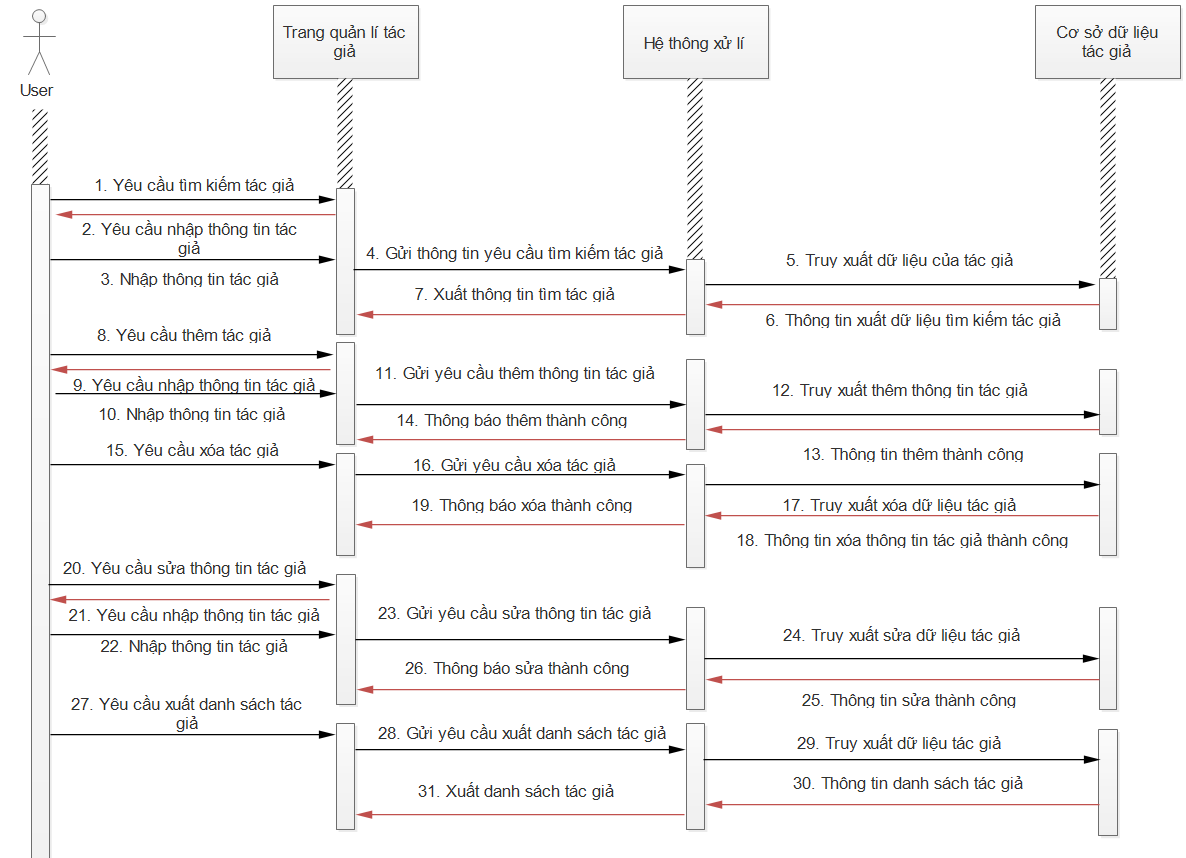 Trang quản lí tác
giả
Hệ thông xử lí
Cơ sở dữ liệu
tác giả
User
1. Yêu cầu tìm kiếm tác giả
2. Yêu cầu nhập thông tin tác
giả
3. Nhập thông tin tác giả
4. Gửi thông tin yêu cầu tìm kiếm tác giả
5. Truy xuất dữ liệu của tác giả
6. Thông tin xuất dữ liệu tìm kiếm tác giả
7. Xuất thông tin tìm tác giả
8. Yêu cầu thêm tác giả
9. Yêu cầu nhập thông tin tác giả
10. Nhập thông tin tác giả
11. Gửi yêu cầu thêm thông tin tác giả
12. Truy xuất thêm thông tin tác giả
13. Thông tin thêm thành công
14. Thông báo thêm thành công
15. Yêu cầu xóa tác giả
16. Gửi yêu cầu xóa tác giả
17. Truy xuất xóa dữ liệu tác giả
18. Thông tin xóa thông tin tác giả thành công
19. Thông báo xóa thành công
20. Yêu cầu sửa thông tin tác giả
21. Yêu cầu nhập thông tin tác giả
22. Nhập thông tin tác giả
23. Gửi yêu cầu sửa thông tin tác giả
24. Truy xuất sửa dữ liệu tác giả
25. Thông tin sửa thành công
26. Thông báo sửa thành công
27. Yêu cầu xuất danh sách tác
giả
28. Gửi yêu cầu xuất danh sách tác giả
29. Truy xuất dữ liệu tác giả
30. Thông tin danh sách tác giả
31. Xuất danh sách tác giả